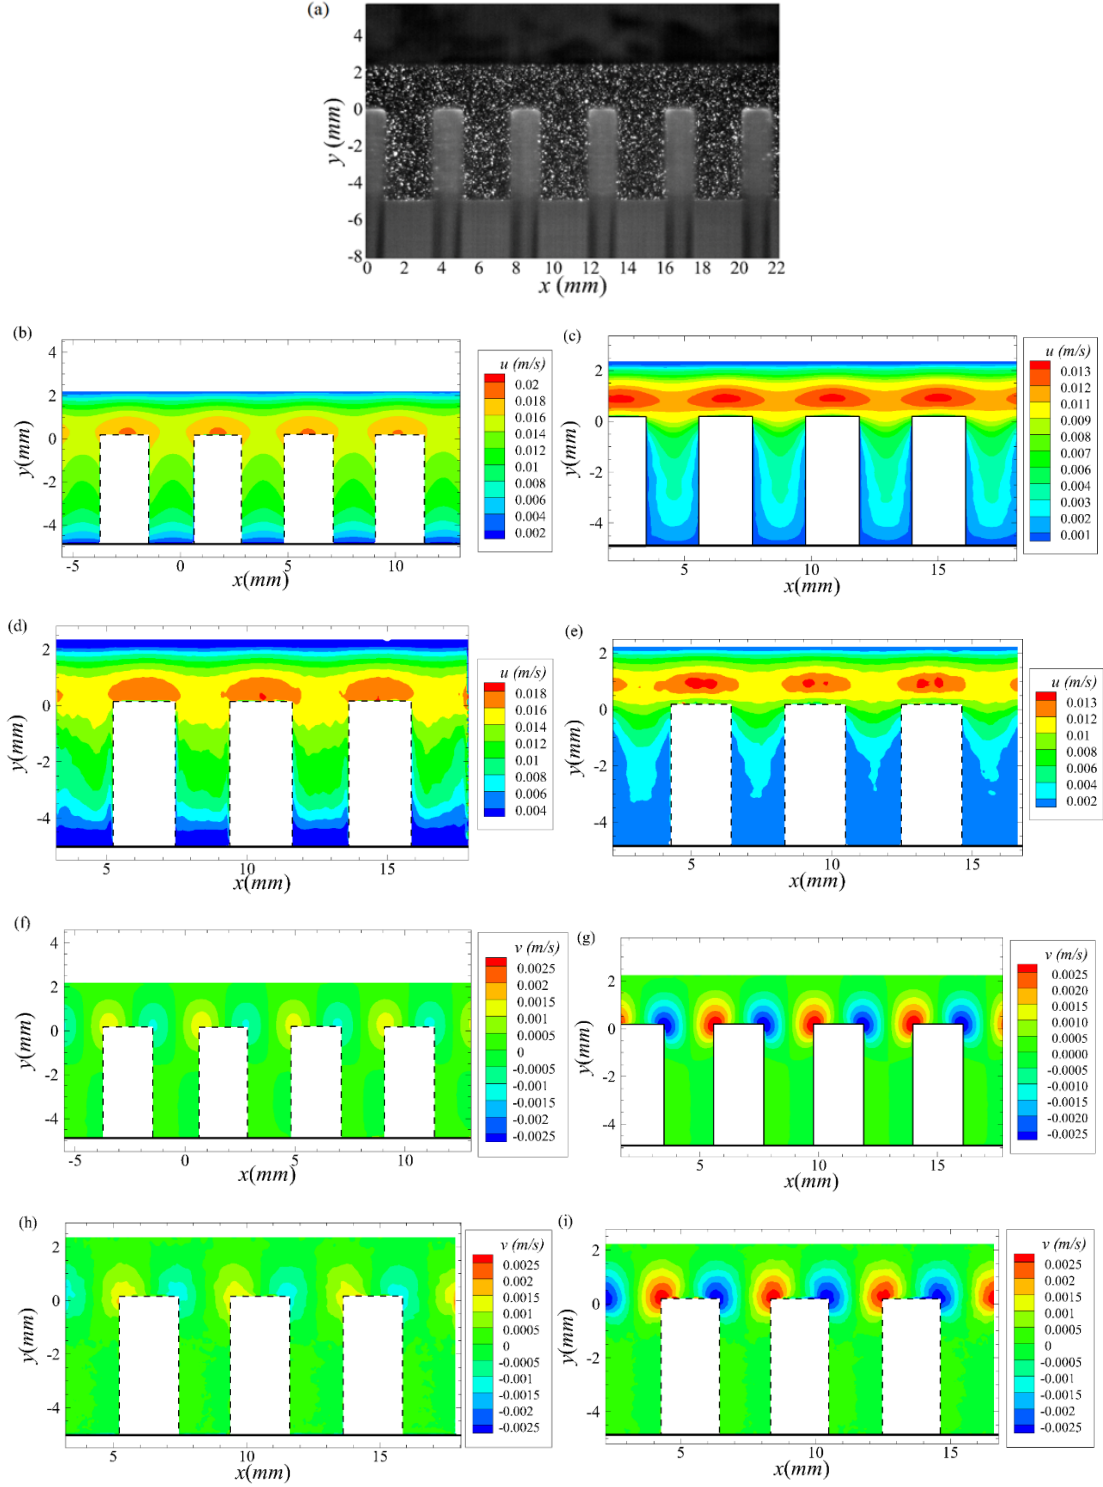 (a)
4
2
0
-2
-4
-6
-8
y (mm)
0 2 4 6 8 10 12 14 16 18 20 22
x (mm)
(b)
4
2
0
-2
-4
y(mm)
-5 0 5 10
x(mm)
u (m/s)
0.02
0.018
0.016
0.014
0.012
0.01
0.008
0.006
0.004
0.002
(c)
2
0
-2
-4
y(mm)
5 10 15
x(mm)
u (m/s)
0.013
0.012
0.011
0.009
0.008
0.007
0.006
0.004
0.003
0.002
0.001
(d)
2
0
-2
-4
y(mm)
5 10 15
x(mm)
u (m/s)
0.018
0.016
0.014
0.012
0.01
0.008
0.006
0.004
(e)
2
0
-2
-4
y(mm)
5 10 15
x(mm)
u (m/s)
0.013
0.012
0.01
0.008
0.006
0.004
0.002
(f)
4
2
0
-2
-4
y(mm)
-5 0 5 10
x(mm)
v (m/s)
0.0025
0.002
0.0015
0.001
0.0005
0
-0.0005
-0.001
-0.0015
-0.002
-0.0025
(g)
2
0
-2
-4
y(mm)
5 10 15
x(mm)
v (m/s)
0.0025
0.0020
0.0015
0.0010
0.0005
0.0000
-0.0005
-0.0010
-0.0015
-0.0020
-0.0025
(h)
2
0
-2
-4
y(mm)
5 10 15
x(mm)
v (m/s)
0.0025
0.002
0.0015
0.001
0.0005
0
-0.0005
-0.001
-0.0015
-0.002
-0.0025
(i)
2
0
-2
-4
y(mm)
5 10 15
x(mm)
v (m/s)
0.0025
0.002
0.0015
0.001
0.0005
0
-0.0005
-0.001
-0.0015
-0.002
-0.0025